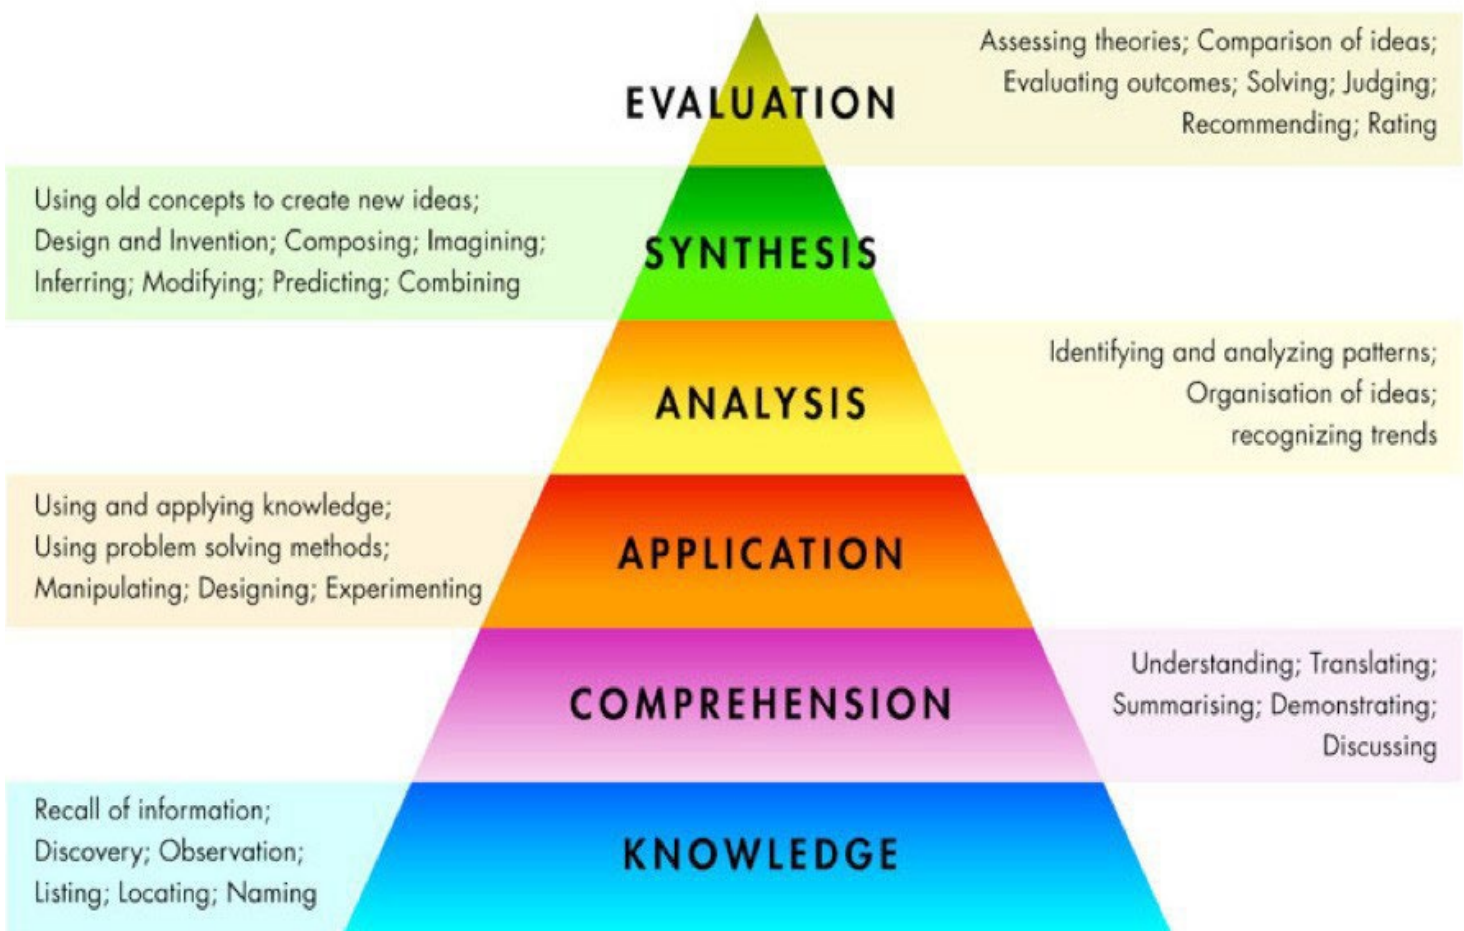 EVALUATION
Assessing theories; Comparison of ideas;
Evaluating outcomes; Solving; Judging;
Recommending; Rating
Using old concepts to create new ideas;
Design and Invention; Composing; Imagining;
Inferring; Modifying; Predicting; Combining
SYNTHESIS
ANALYSIS
Identifying and analyzing patterns;
Organisation of ideas;
recognizing trends
Using and applying knowledge;
Using problem solving methods;
Manipulating; Designing; Experimenting
APPLICATION
COMPREHENSION
Understanding; Translating;
Summarising; Demonstrating;
Discussing
Recall of information;
Discovery; Observation;
Listing; Locating; Naming
KNOWLEDGE